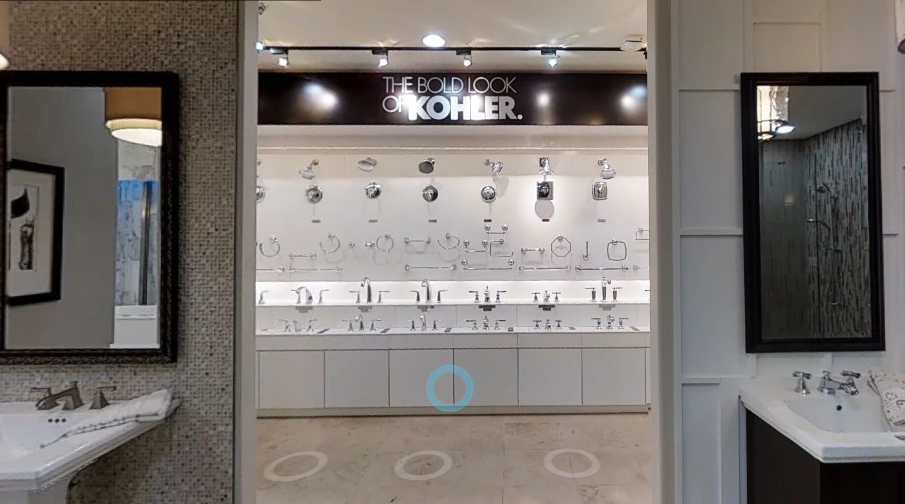 THE BOLD LOOK
OF KOHLER.